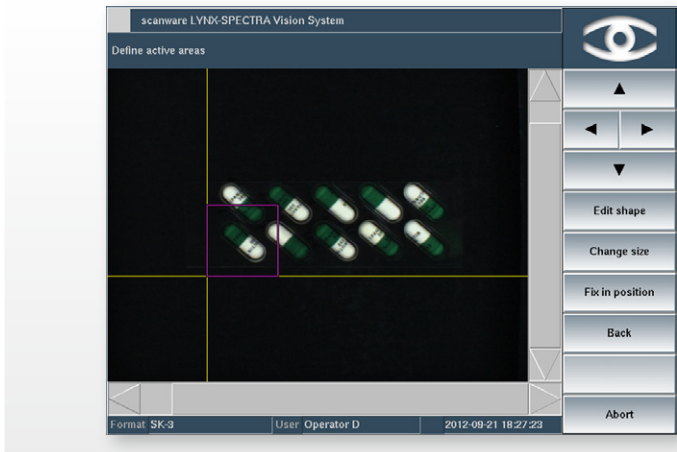 scanware LYNX-SPECTRA Vision System
Define active areas
Edit shape
Change size
Fix in position
Back
Abort
Format SK-3 User Operator D 2012-09-21 18:27:23